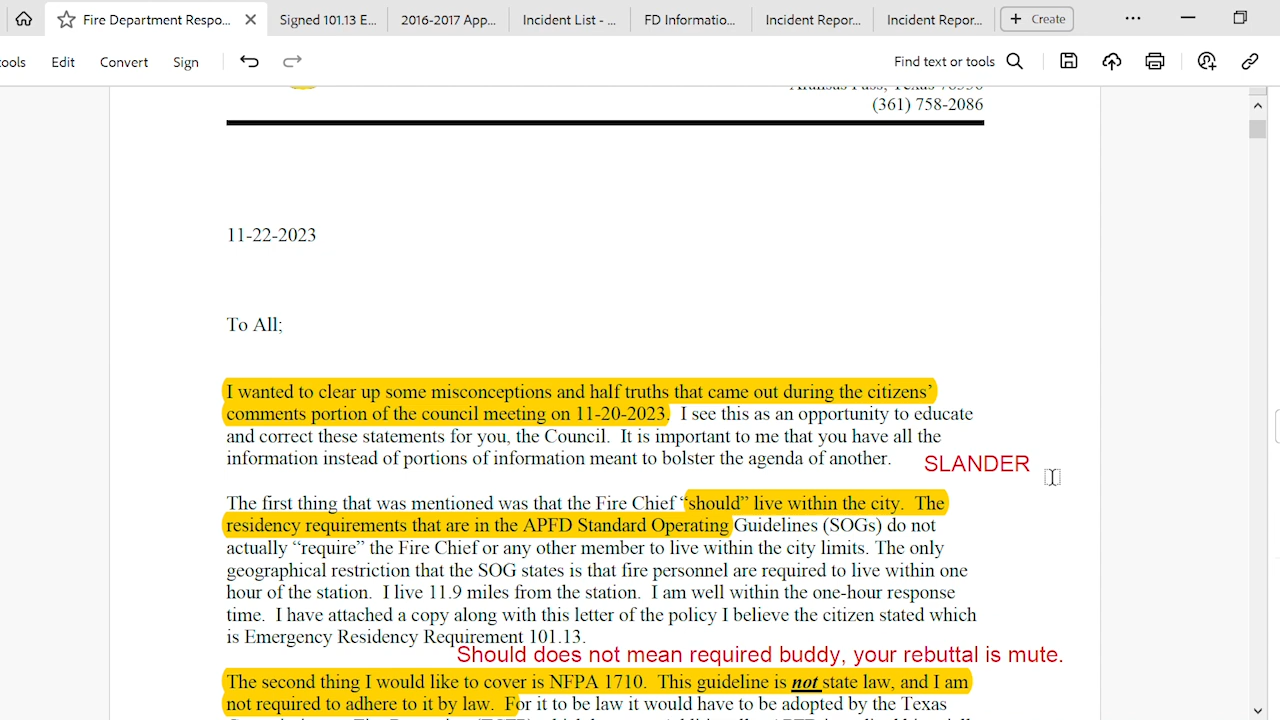 Fire Department Respo... Signed 101.13 E... 2016-2017 App... Incident List - ... FD Informatio... Incident Repor... Incident Repor... + Create
ools Edit Convert Sign Find text or tools
Aransas Pass, Texas
(361) 758-2086
11-22-2023
To All;
I wanted to clear up some misconceptions and half truths that came out during the citizens’
comments portion of the council meeting on 11-20-2023. I see this as an opportunity to educate
and correct these statements for you, the Council. It is important to me that you have all the
information instead of portions of information meant to bolster the agenda of another.
SLANDER
The first thing that was mentioned was that the Fire Chief “should” live within the city. The
residency requirements that are in the APFD Standard Operating Guidelines (SOGs) do not
actually “require” the Fire Chief or any other member to live within the city limits. The only
geographical restriction that the SOG states is that fire personnel are required to live within one
hour of the station. I live 11.9 miles from the station. I am well within the one-hour response
time. I have attached a copy along with this letter of the policy I believe the citizen stated which
is Emergency Residency Requirement 101.13.
Should does not mean required buddy, your rebuttal is mute.
The second thing I would like to cover is NFPA 1710. This guideline is not state law, and I am
not required to adhere to it by law. For it to be law it would have to be adopted by the Texas